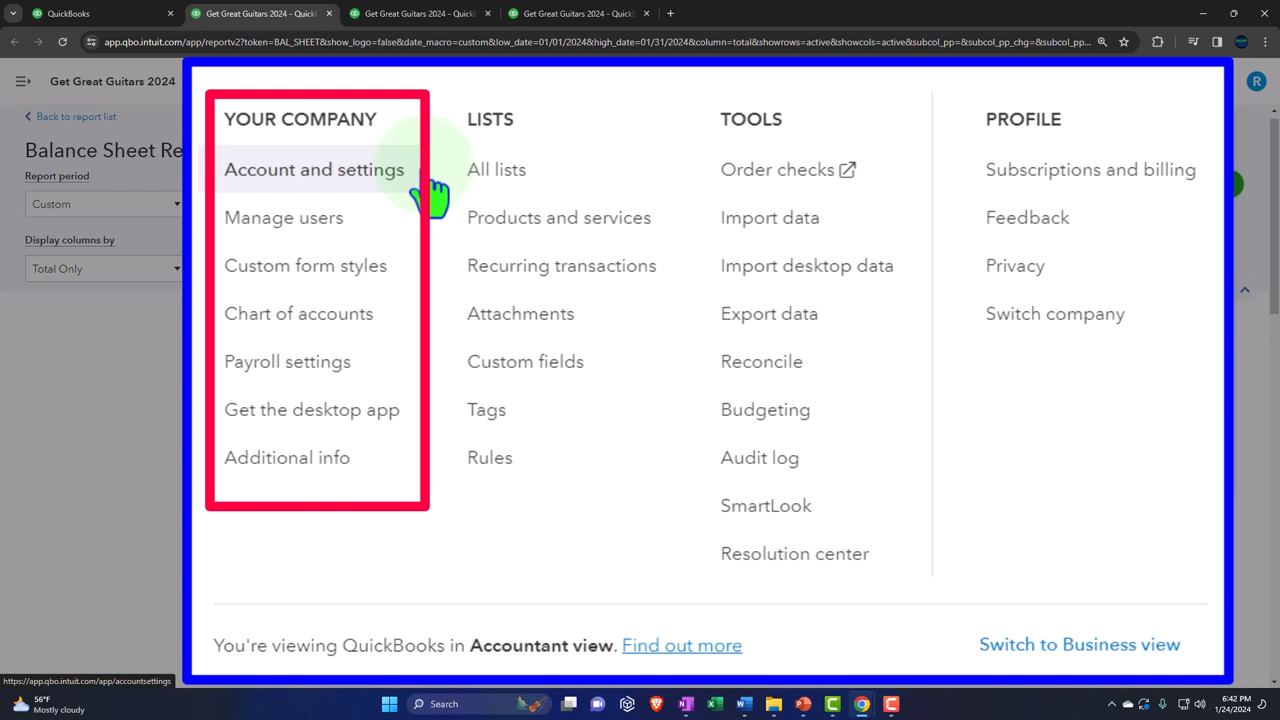 QuickBooks
Get Great Guitars 2024 - QuickB
Get Great Guitars 2024 - QuickB
Get Great Guitars 2024 - QuickB
app.qbo.intuit.com/app/reportv2?token=BAL_SHEET&show_logo=false&date_macro=custom&low_date=01/01/2024&high_date=01/31/2024&column=total&showrows=active&showcols=active&subcol_pp=&subcol_pp_chg=&subcol_pp...
Get Great Guitars 2024
R
Back to report list
Balance Sheet Re
Report period
Custom
Display columns by
Total Only
YOUR COMPANY
Account and settings
Manage users
Custom form styles
Chart of accounts
Payroll settings
Get the desktop app
Additional info
LISTS
All lists
Products and services
Recurring transactions
Attachments
Custom fields
Tags
Rules
TOOLS
Order checks
Import data
Import desktop data
Export data
Reconcile
Budgeting
Audit log
SmartLook
Resolution center
PROFILE
Subscriptions and billing
Feedback
Privacy
Switch company
You're viewing QuickBooks in Accountant view. Find out more
Switch to Business view
https://app.qbo.intuit.com/app/accountsettings
56°F
Mostly cloudy
Search
6:42 PM
1/24/2024